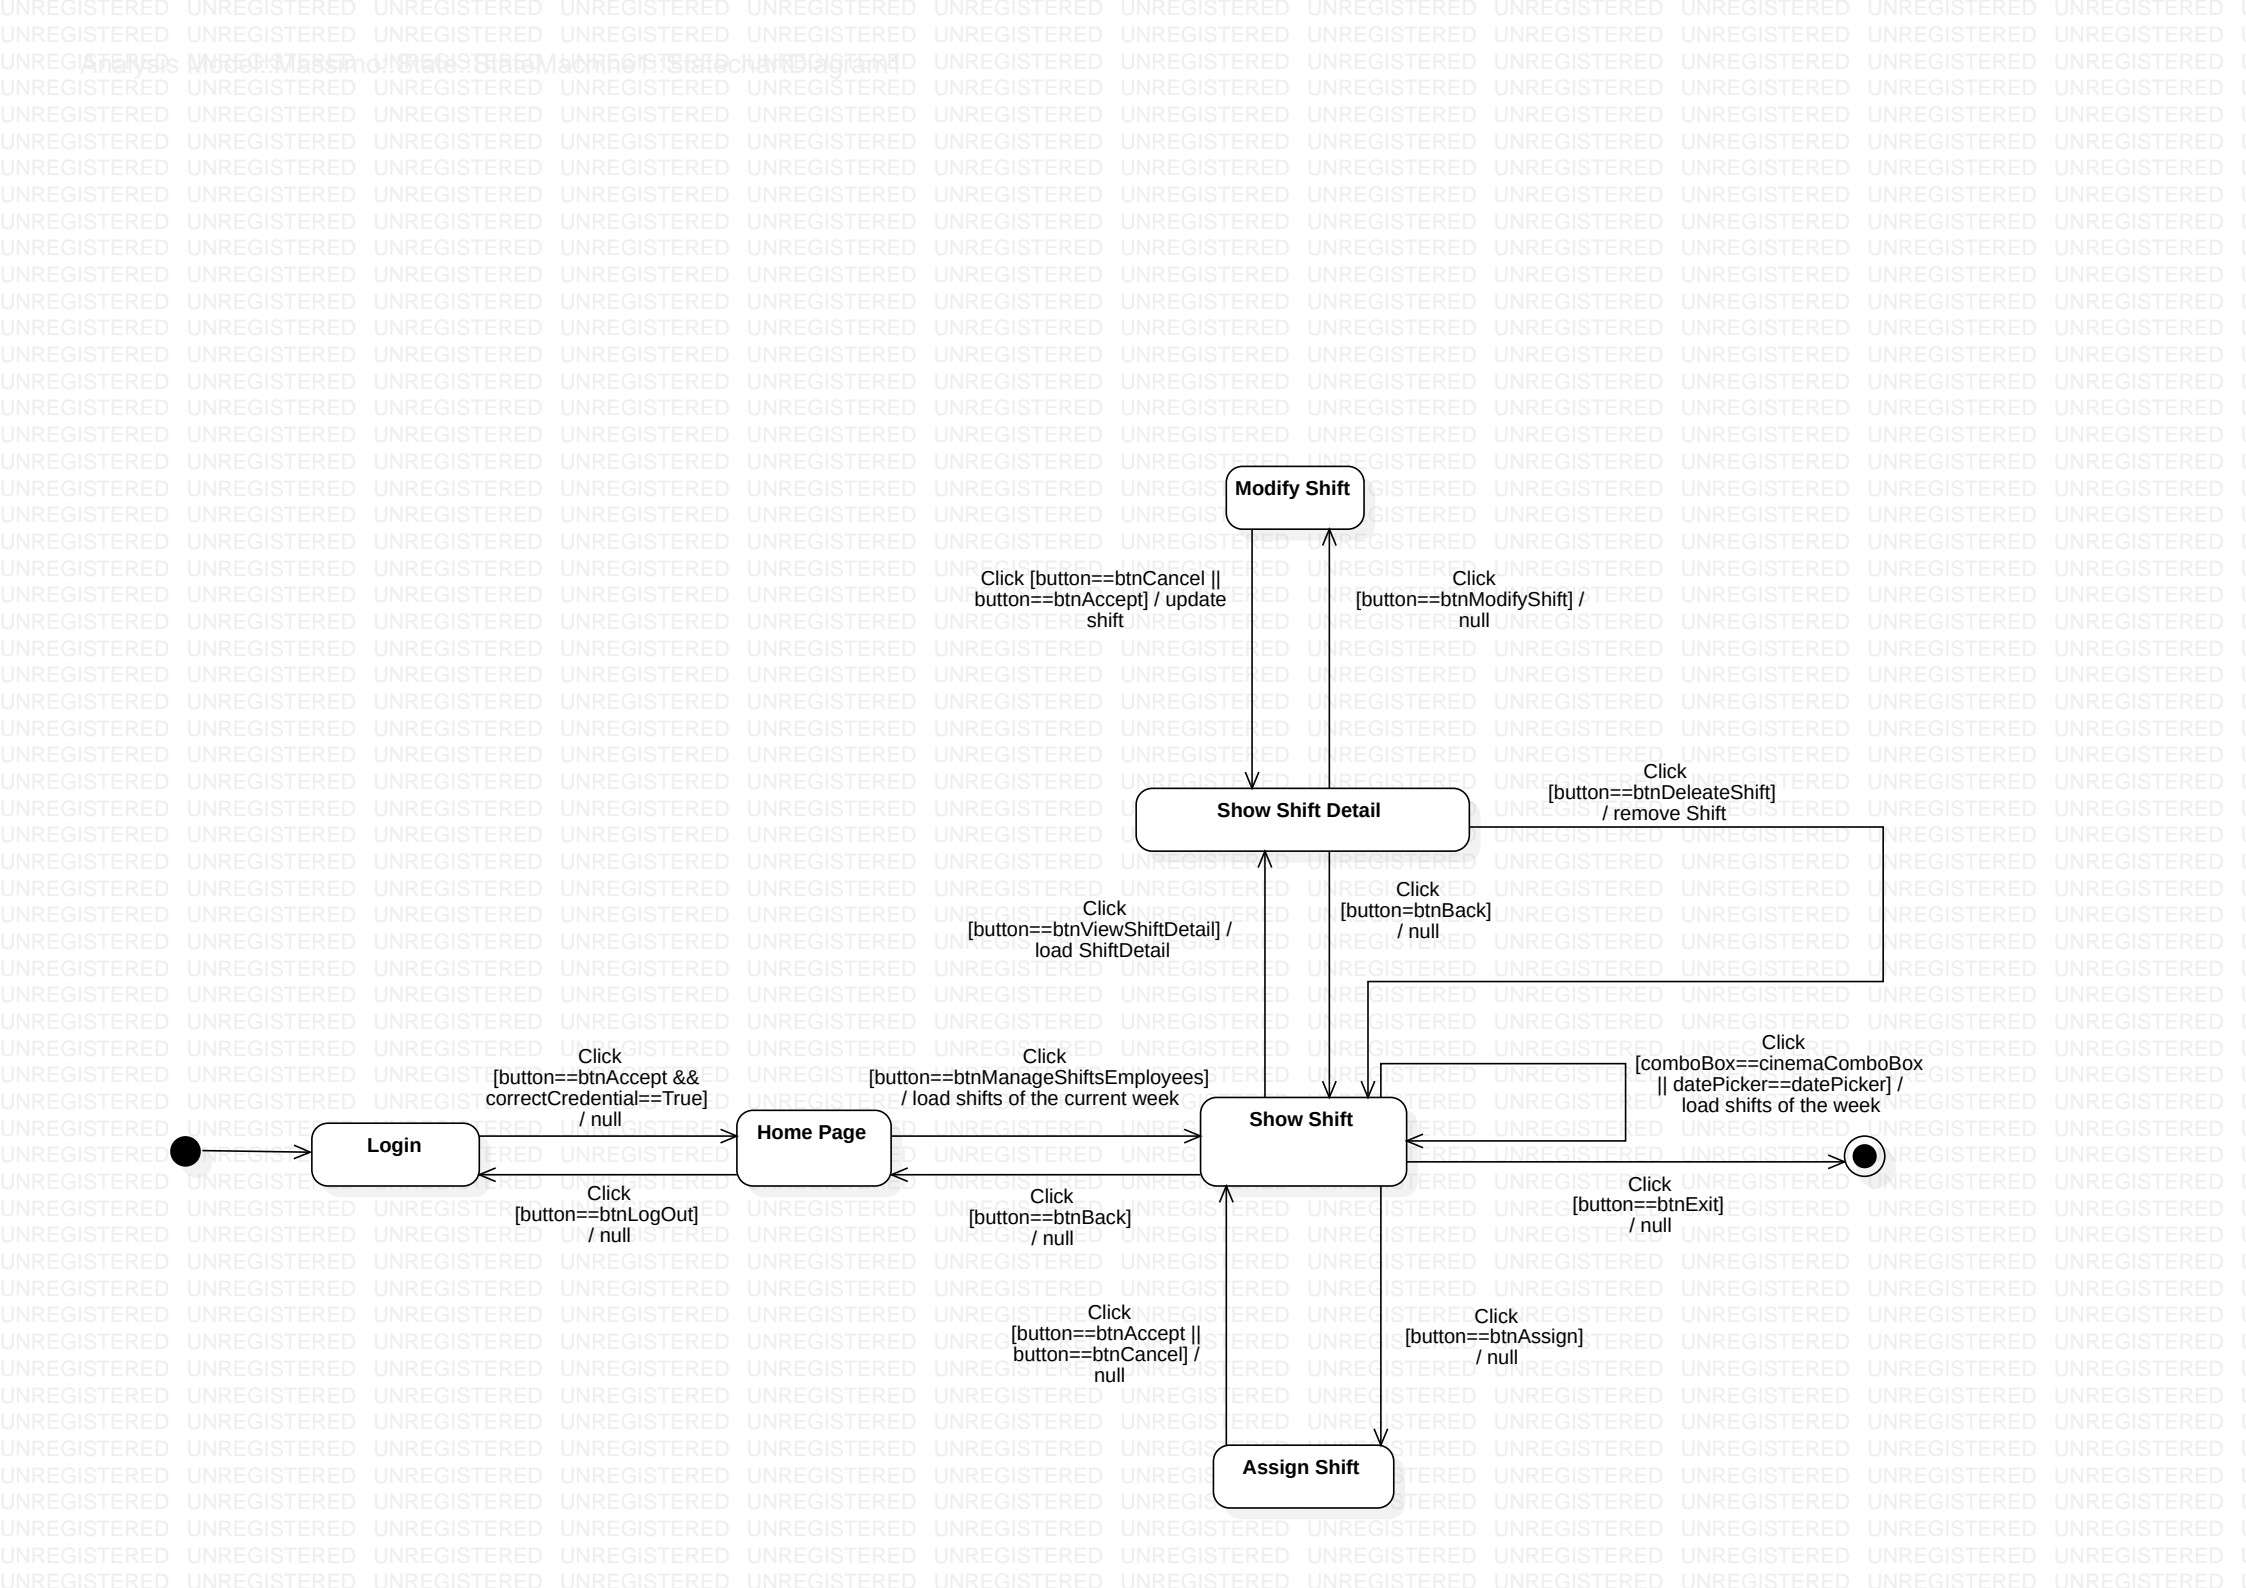 Analysis Model::Massimo::State::StateMachine1::StatechartDiagram1
Modify Shift
Click [button==btnCancel ||
button==btnAccept] / update
shift
Click
[button==btnModifyShift] /
null
Show Shift Detail
Click
[button==btnDeleateShift]
/ remove Shift
Click
[button==btnViewShiftDetail] /
load ShiftDetail
Click
[button=btnBack]
/ null
Click
[button==btnAccept &&
correctCredential==True]
/ null
Click
[button==btnManageShiftsEmployees]
/ load shifts of the current week
Click
[comboBox==cinemaComboBox
|| datePicker==datePicker] /
load shifts of the week
Login
Home Page
Show Shift
Click
[button==btnLogOut]
/ null
Click
[button==btnBack]
/ null
Click
[button==btnExit]
/ null
Click
[button==btnAccept ||
button==btnCancel] /
null
Click
[button==btnAssign]
/ null
Assign Shift
UNREGISTERED